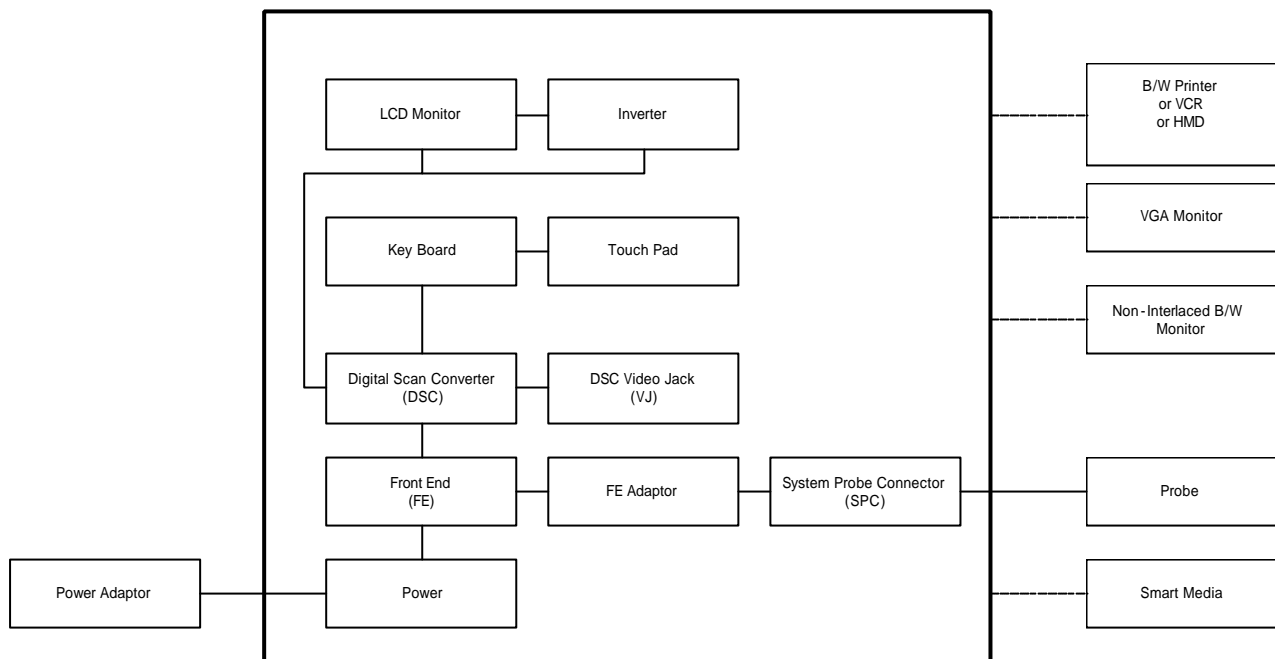 B/W Printer
or VCR
or HMD
LCD Monitor
Inverter
VGA Monitor
Key Board
Touch Pad
Non-Interlaced B/W
Monitor
Digital Scan Converter
(DSC)
DSC Video Jack
(VJ)
Front End
(FE)
FE Adaptor
System Probe Connector
(SPC)
Probe
Power Adaptor
Power
Smart Media